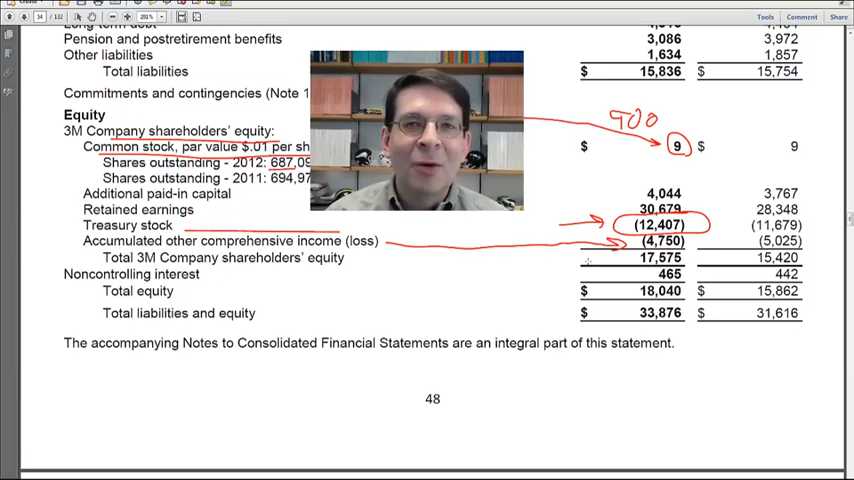 Create
34 / 132 201%
Tools Comment Share
3,972
Pension and postretirement benefits 3,086
Other liabilities 1,634 1,857
Total liabilities $ 15,836 $ 15,754
Commitments and contingencies (Note 1
Equity
3M Company shareholders' equity: 900
Common stock, par value $.01 per sh $ 9 $ 9
Shares outstanding - 2012: 687,09
Shares outstanding - 2011: 694,97
Additional paid-in capital 4,044 3,767
Retained earnings 30,679 28,348
Treasury stock (12,407) (11,679)
Accumulated other comprehensive income (loss) (4,750) (5,025)
Total 3M Company shareholders' equity 17,575 15,420
Noncontrolling interest 465 442
Total equity $ 18,040 $ 15,862
Total liabilities and equity $ 33,876 $ 31,616
The accompanying Notes to Consolidated Financial Statements are an integral part of this statement.
48